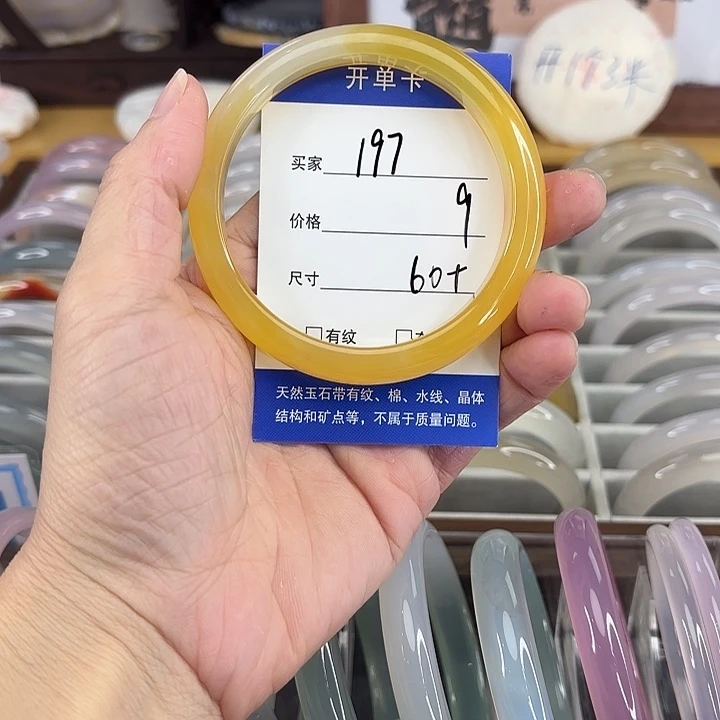 开单卡
买家 197
价格 9
尺寸 60+
□有纹 □
天然玉石带有纹、棉、水线、晶体
结构和矿点等，不属于质量问题。